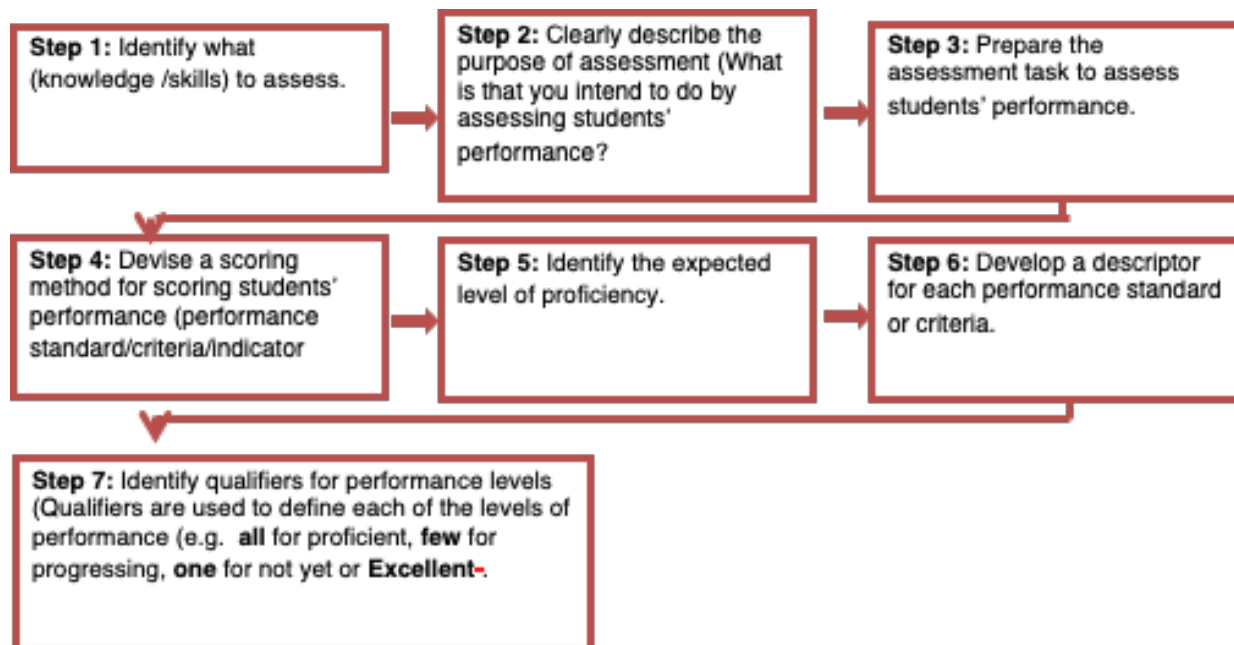 Step 1: Identify what
(knowledge /skills) to assess.
Step 2: Clearly describe the
purpose of assessment (What
is that you intend to do by
assessing students'
performance?
Step 3: Prepare the
assessment task to assess
students' performance.
Step 4: Devise a scoring
method for scoring students'
performance (performance
standard/criteria/indicator
Step 5: Identify the expected
level of proficiency.
Step 6: Develop a descriptor
for each performance standard
or criteria.
Step 7: Identify qualifiers for performance levels
(Qualifiers are used to define each of the levels of
performance (e.g. all for proficient, few for
progressing, one for not yet or Excellent-.